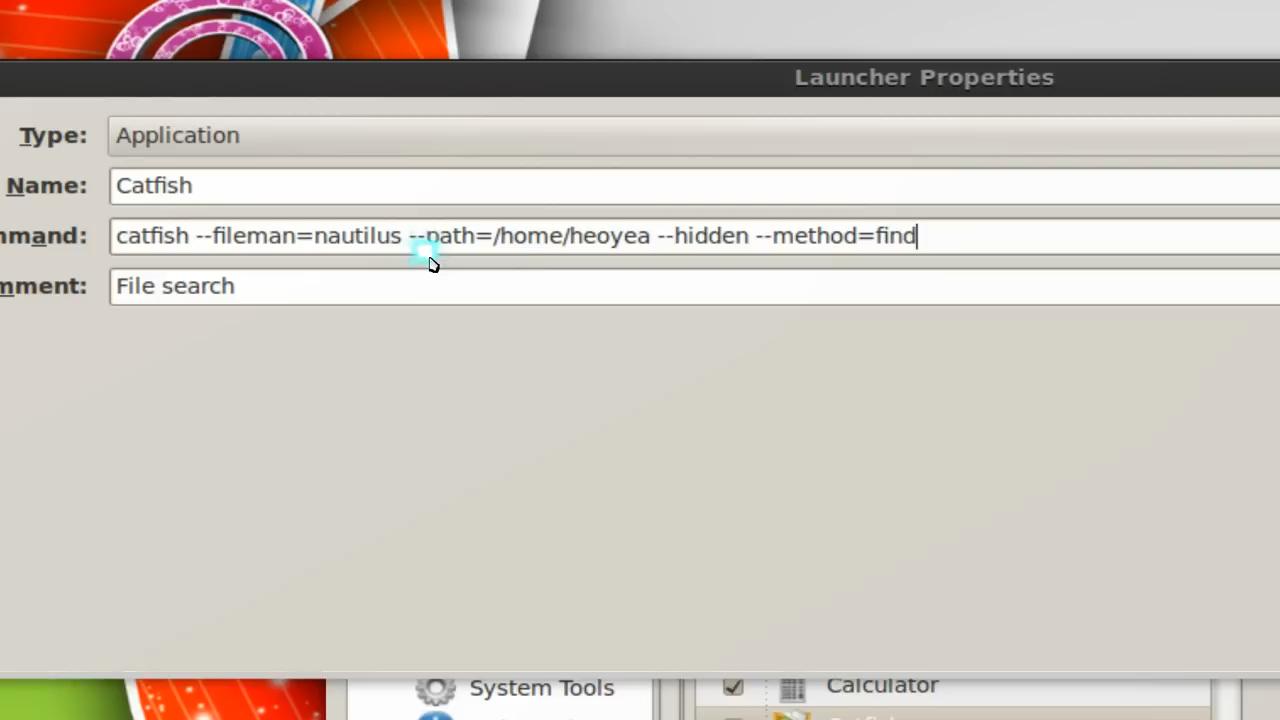 Launcher Properties
Type: Application
Name: Catfish
mmand: catfish --fileman=nautilus --path=/home/heoyea --hidden --method=find
mment: File search
System Tools
Calculator